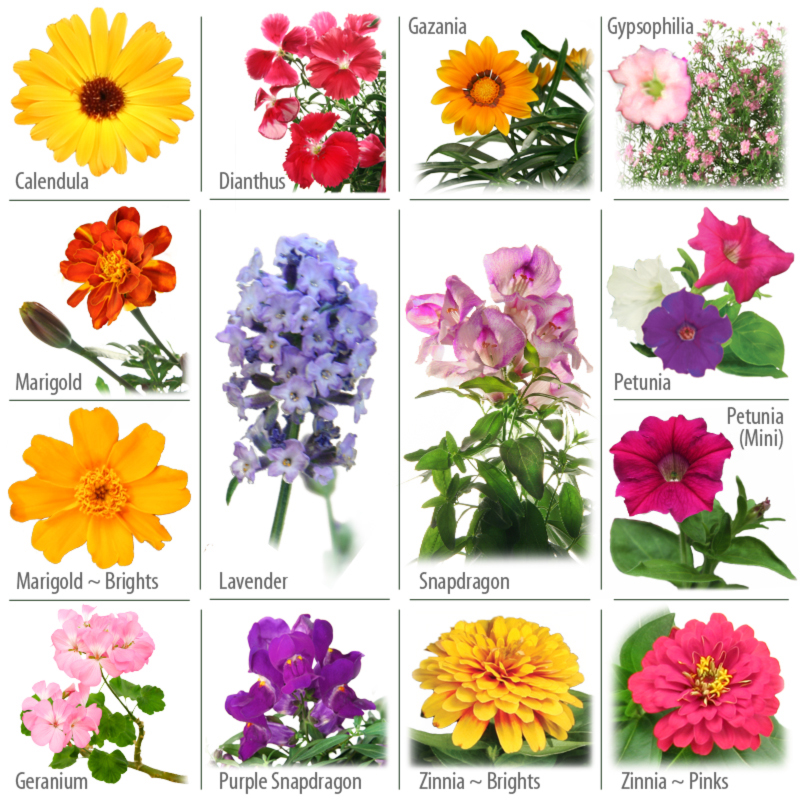 Calendula
Dianthus
Gazania
Gypsophilia
Marigold
Lavender
Snapdragon
Petunia
Petunia
(Mini)
Marigold ~ Brights
Geranium
Purple Snapdragon
Zinnia ~ Brights
Zinnia ~ Pinks